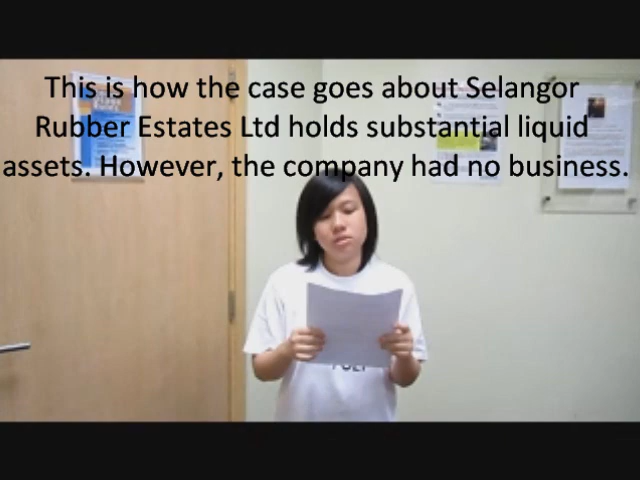 This is how the case goes about Selangor
Rubber Estates Ltd holds substantial liquid
assets. However, the company had no business.